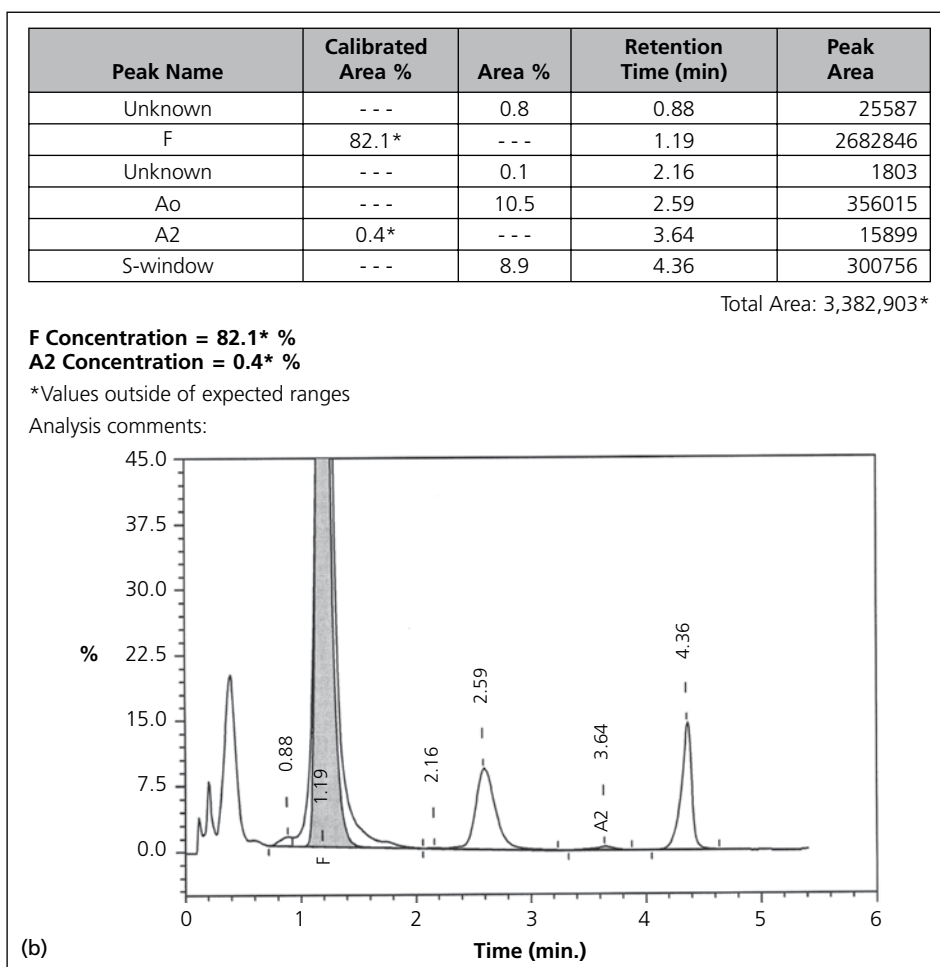 Peak Name Calibrated Area % Area % Retention Time (min) Peak Area
Unknown - - - 0.8 0.88 25587
F 82.1* - - - 1.19 2682846
Unknown - - - 0.1 2.16 1803
Ao - - - 10.5 2.59 356015
A2 0.4* - - - 3.64 15899
S-window - - - 8.9 4.36 300756
Total Area: 3,382,903*
F Concentration = 82.1* %
A2 Concentration = 0.4* %
*Values outside of expected ranges
Analysis comments:
45.0
37.5
30.0
22.5
15.0
7.5
0.0
%
0.88
1.19
F
2.16
2.59
3.64
A2
4.36
0 1 2 3 4 5 6
Time (min.)
(b)